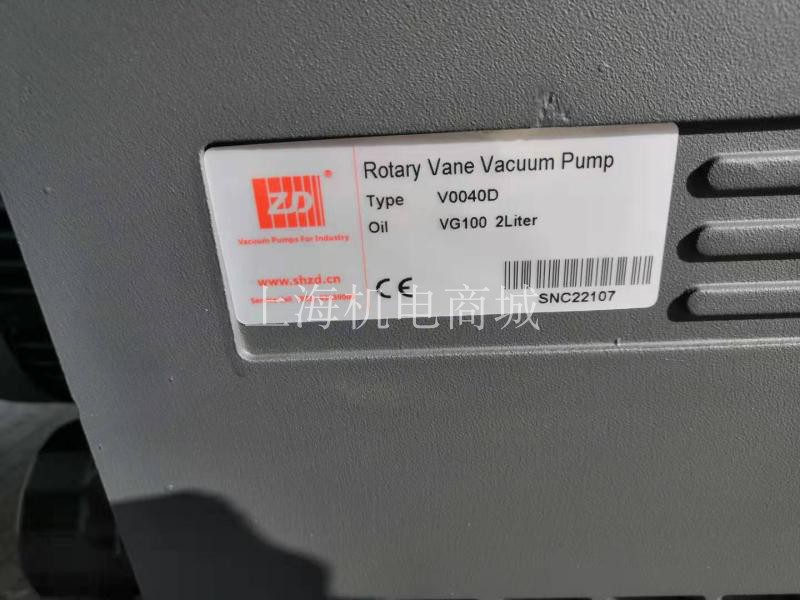 ZD®
Vacuum Pumps For Industry
www.shzd.cn
Rotary Vane Vacuum Pump
Type V0040D
Oil VG100 2Liter
CE
SNC22107
上海机电商城